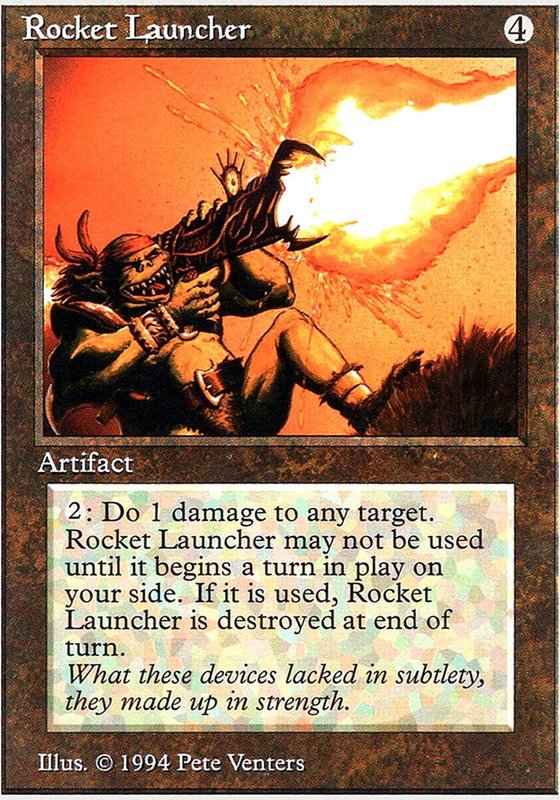 Rocket Launcher 4
Artifact
2: Do 1 damage to any target.
Rocket Launcher may not be used
until it begins a turn in play on
your side. If it is used, Rocket
Launcher is destroyed at end of
turn.
What these devices lacked in subtlety,
they made up in strength.
Illus. © 1994 Pete Venters